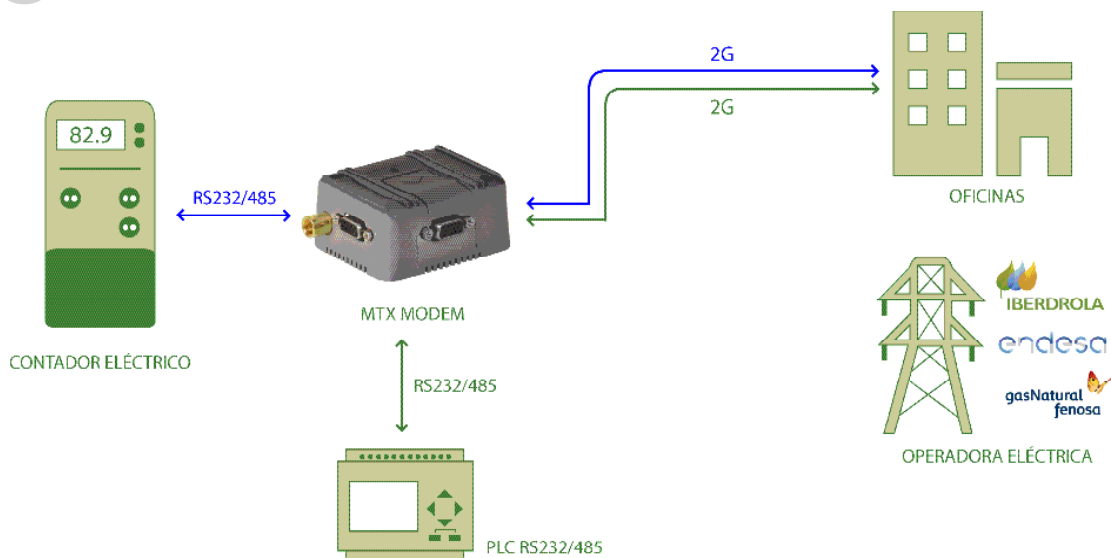 2G
2G
82.9
RS232/485
OFICINAS
MTX MODEM
IBERDROLA
endesa
CONTADOR ELÉCTRICO
RS232/485
gasNatural
fenosa
OPERADORA ELÉCTRICA
PLC RS232/485